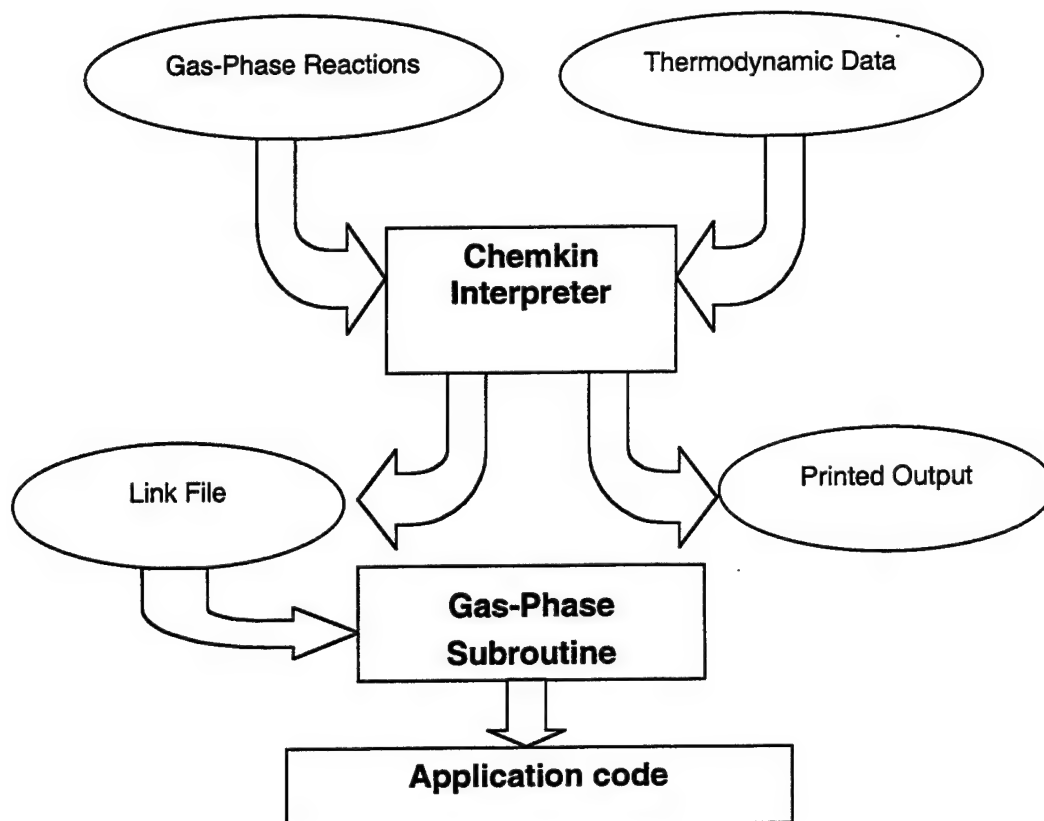 Gas-Phase Reactions
Thermodynamic Data
Chemkin
Interpreter
Link File
Printed Output
Gas-Phase
Subroutine
Application code